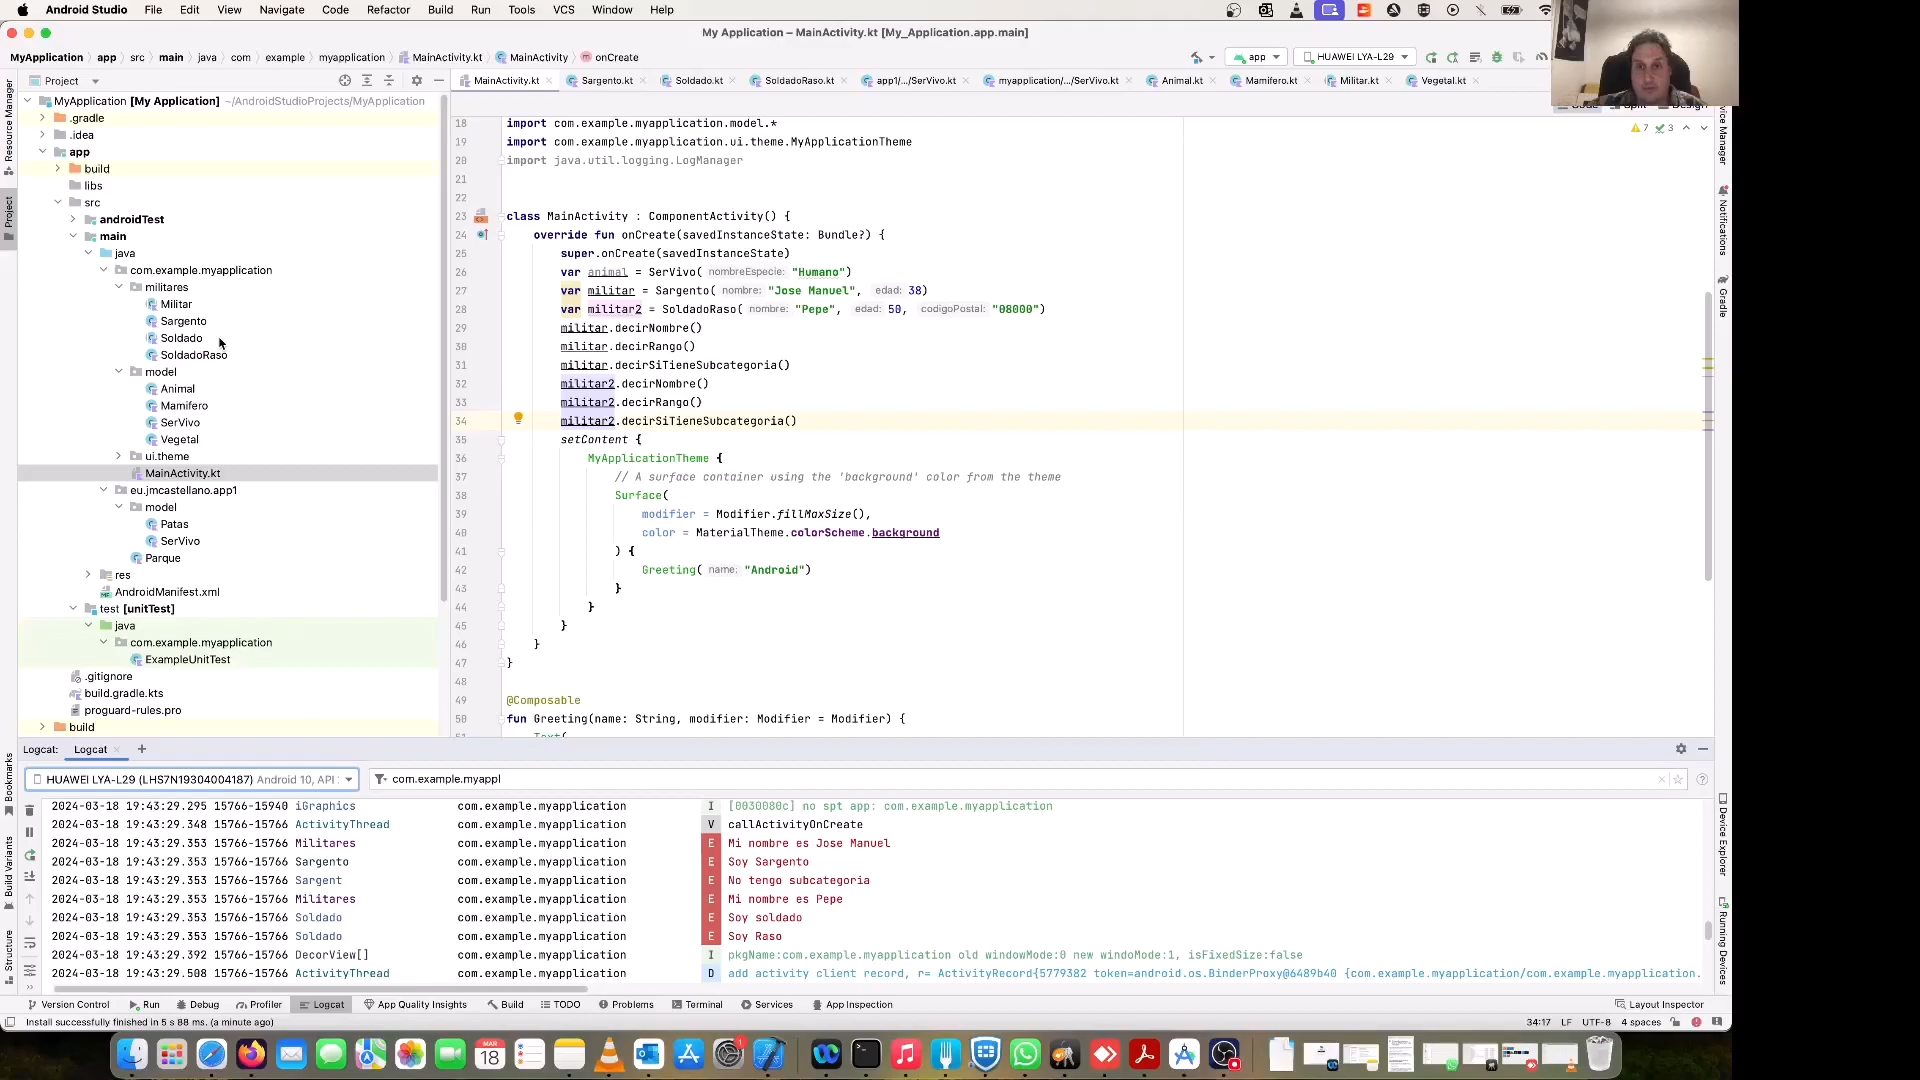 Android Studio File Edit View Navigate Code Refactor Build Run Tools VCS Window Help
My Application – MainActivity.kt [My_Application.app.main]
MyApplication app src main java com example myapplication MainActivity.kt MainActivity onCreate
app HUAWEI LYA-L29
Project
MainActivity.kt Sargento.kt Soldado.kt SoldadoRaso.kt app1/.../SerVivo.kt myapplication/.../SerVivo.kt Animal.kt Mamifero.kt Militar.kt Vegetal.kt
MyApplication [My Application] ~/AndroidStudioProjects/MyApplication
.gradle
.idea
app
build
libs
src
androidTest
main
java
com.example.myapplication
militares
Militar
Sargento
Soldado
SoldadoRaso
model
Animal
Mamifero
SerVivo
Vegetal
ui.theme
MainActivity.kt
eu.jmcastellano.app1
model
Patas
SerVivo
Parque
res
AndroidManifest.xml
test [unitTest]
java
com.example.myapplication
ExampleUnitTest
.gitignore
build.gradle.kts
proguard-rules.pro
build
7 3
18 import com.example.myapplication.model.*
19 import com.example.myapplication.ui.theme.MyApplicationTheme
20 import java.util.logging.LogManager
21
22
23 class MainActivity : ComponentActivity() {
24 override fun onCreate(savedInstanceState: Bundle?) {
25 super.onCreate(savedInstanceState)
26 var animal = SerVivo( nombreEspecie: "Humano")
27 var militar = Sargento( nombre: "Jose Manuel", edad: 38)
28 var militar2 = SoldadoRaso( nombre: "Pepe", edad: 50, codigoPostal: "08000")
29 militar.decirNombre()
30 militar.decirRango()
31 militar.decirSiTieneSubcategoria()
32 militar2.decirNombre()
33 militar2.decirRango()
34 militar2.decirSiTieneSubcategoria()
35 setContent {
36 MyApplicationTheme {
37 // A surface container using the 'background' color from the theme
38 Surface(
39 modifier = Modifier.fillMaxSize(),
40 color = MaterialTheme.colorScheme.background
41 ) {
42 Greeting( name: "Android")
43 }
44 }
45 }
46 }
47 }
48
49 @Composable
50 fun Greeting(name: String, modifier: Modifier = Modifier) {
Text(
Resource Manager
Project
Bookmarks
Build Variants
Structure
Notifications
Gradle
Device Explorer
Running Devices
Logcat: Logcat
HUAWEI LYA-L29 (LHS7N19304004187) Android 10, API com.example.myappl
2024-03-18 19:43:29.295 15766-15940 iGraphics com.example.myapplication I [0030080c] no spt app: com.example.myapplication
2024-03-18 19:43:29.348 15766-15766 ActivityThread com.example.myapplication V callActivityOnCreate
2024-03-18 19:43:29.353 15766-15766 Militares com.example.myapplication E Mi nombre es Jose Manuel
2024-03-18 19:43:29.353 15766-15766 Sargento com.example.myapplication E Soy Sargento
2024-03-18 19:43:29.353 15766-15766 Sargent com.example.myapplication E No tengo subcategoria
2024-03-18 19:43:29.353 15766-15766 Militares com.example.myapplication E Mi nombre es Pepe
2024-03-18 19:43:29.353 15766-15766 Soldado com.example.myapplication E Soy soldado
2024-03-18 19:43:29.353 15766-15766 Soldado com.example.myapplication E Soy Raso
2024-03-18 19:43:29.392 15766-15766 DecorView[] com.example.myapplication I pkgName:com.example.myapplication old windowMode:0 new windoMode:1, isFixedSize:false
2024-03-18 19:43:29.508 15766-15766 ActivityThread com.example.myapplication D add activity client record, r= ActivityRecord{5779382 token=android.os.BinderProxy@6489b40 {com.example.myapplication/com.example.myapplication.
Version Control Run Debug Profiler Logcat App Quality Insights Build TODO Problems Terminal Services App Inspection Layout Inspector
Install successfully finished in 5 s 88 ms. (a minute ago) 34:17 LF UTF-8 4 spaces
MAR
18